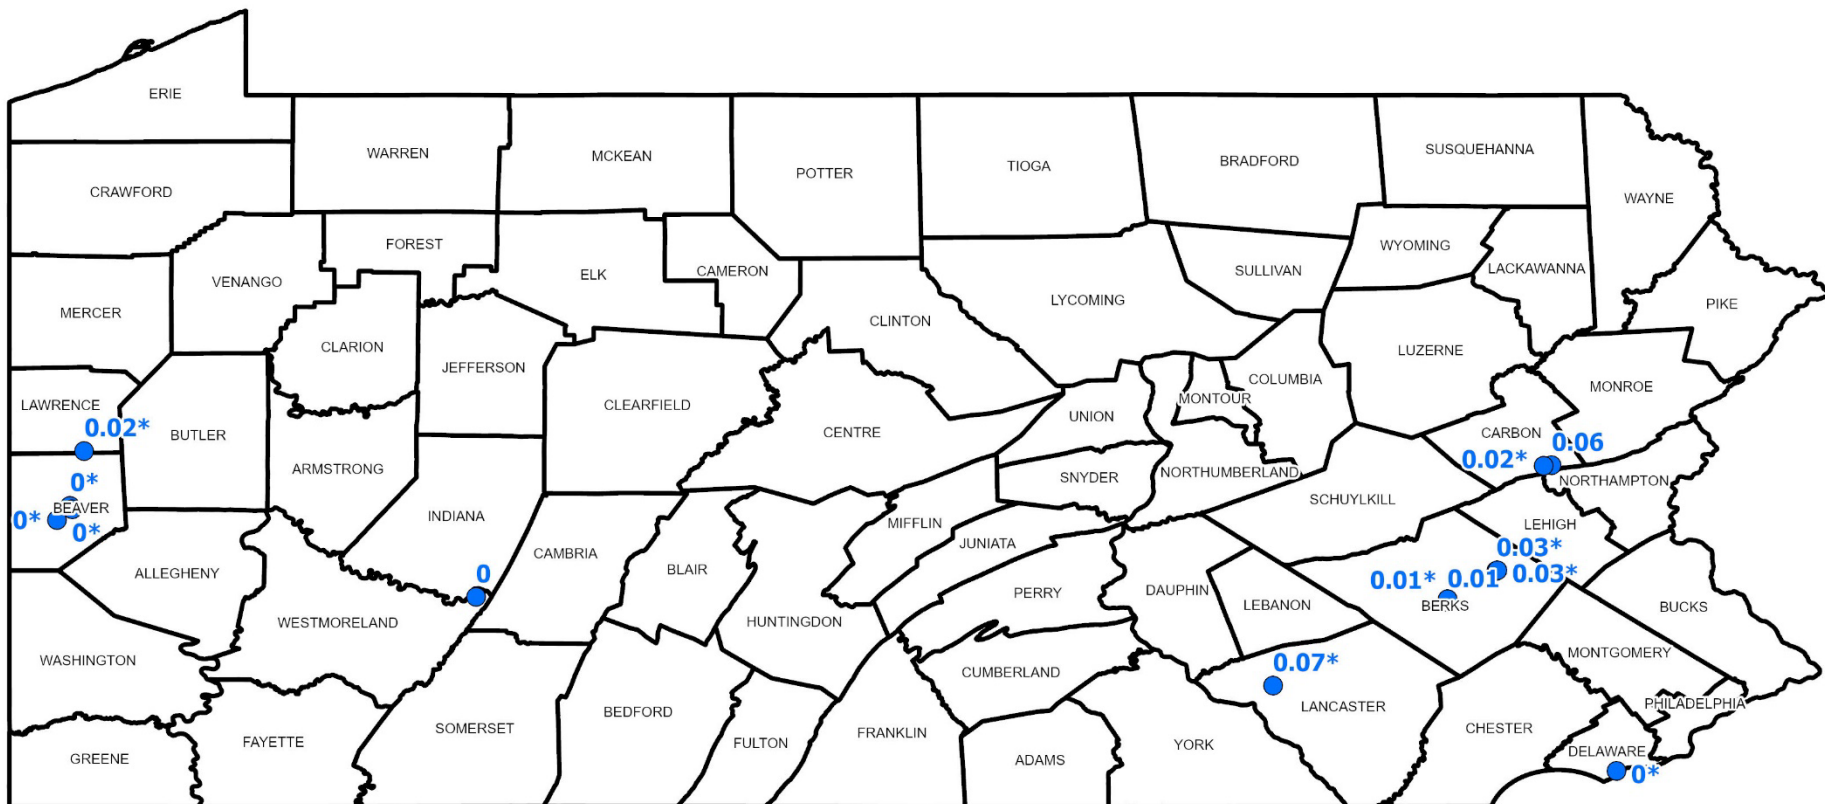 ERIE
WARREN
MCKEAN
POTTER
TIOGA
BRADFORD
SUSQUEHANNA
WAYNE
CRAWFORD
FOREST
WYOMING
VENANGO
ELK
CAMERON
SULLIVAN
LACKAWANNA
MERCER
LYCOMING
PIKE
CLINTON
CLARION
JEFFERSON
LUZERNE
COLUMBIA
MONROE
LAWRENCE
CLEARFIELD
MONTOUR
0.02*
BUTLER
CENTRE
UNION
CARBON
0.06
0.02*
ARMSTRONG
SNYDER
NORTHUMBERLAND
NORTHAMPTON
0*
BEAVER
0*
0*
INDIANA
SCHUYLKILL
MIFFLIN
LEHIGH
JUNIATA
CAMBRIA
0.03*
ALLEGHENY
0
BLAIR
0.03*
0.01*
0.01
PERRY
DAUPHIN
LEBANON
BERKS
BUCKS
WESTMORELAND
HUNTINGDON
WASHINGTON
CUMBERLAND
0.07*
MONTGOMERY
LANCASTER
PHILADELPHIA
BEDFORD
SOMERSET
CHESTER
FAYETTE
FULTON
FRANKLIN
YORK
DELAWARE
GREENE
ADAMS
0*